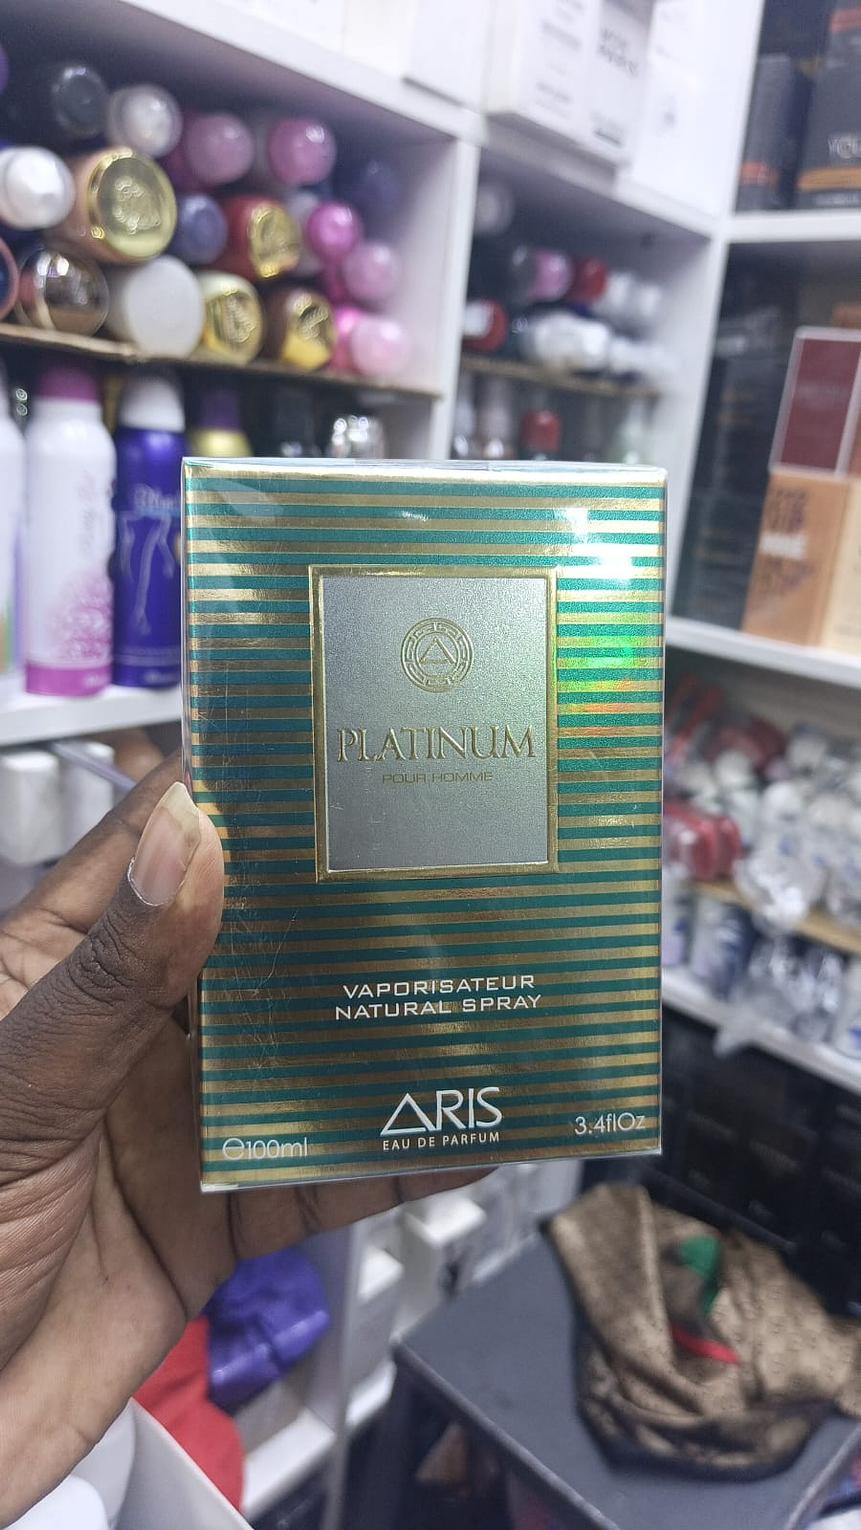 PLATINUM
POUR HOMME
VAPORISATEUR
NATURAL SPRAY
ARIS
EAU DE PARFUM
℮100ml
3.4flOz